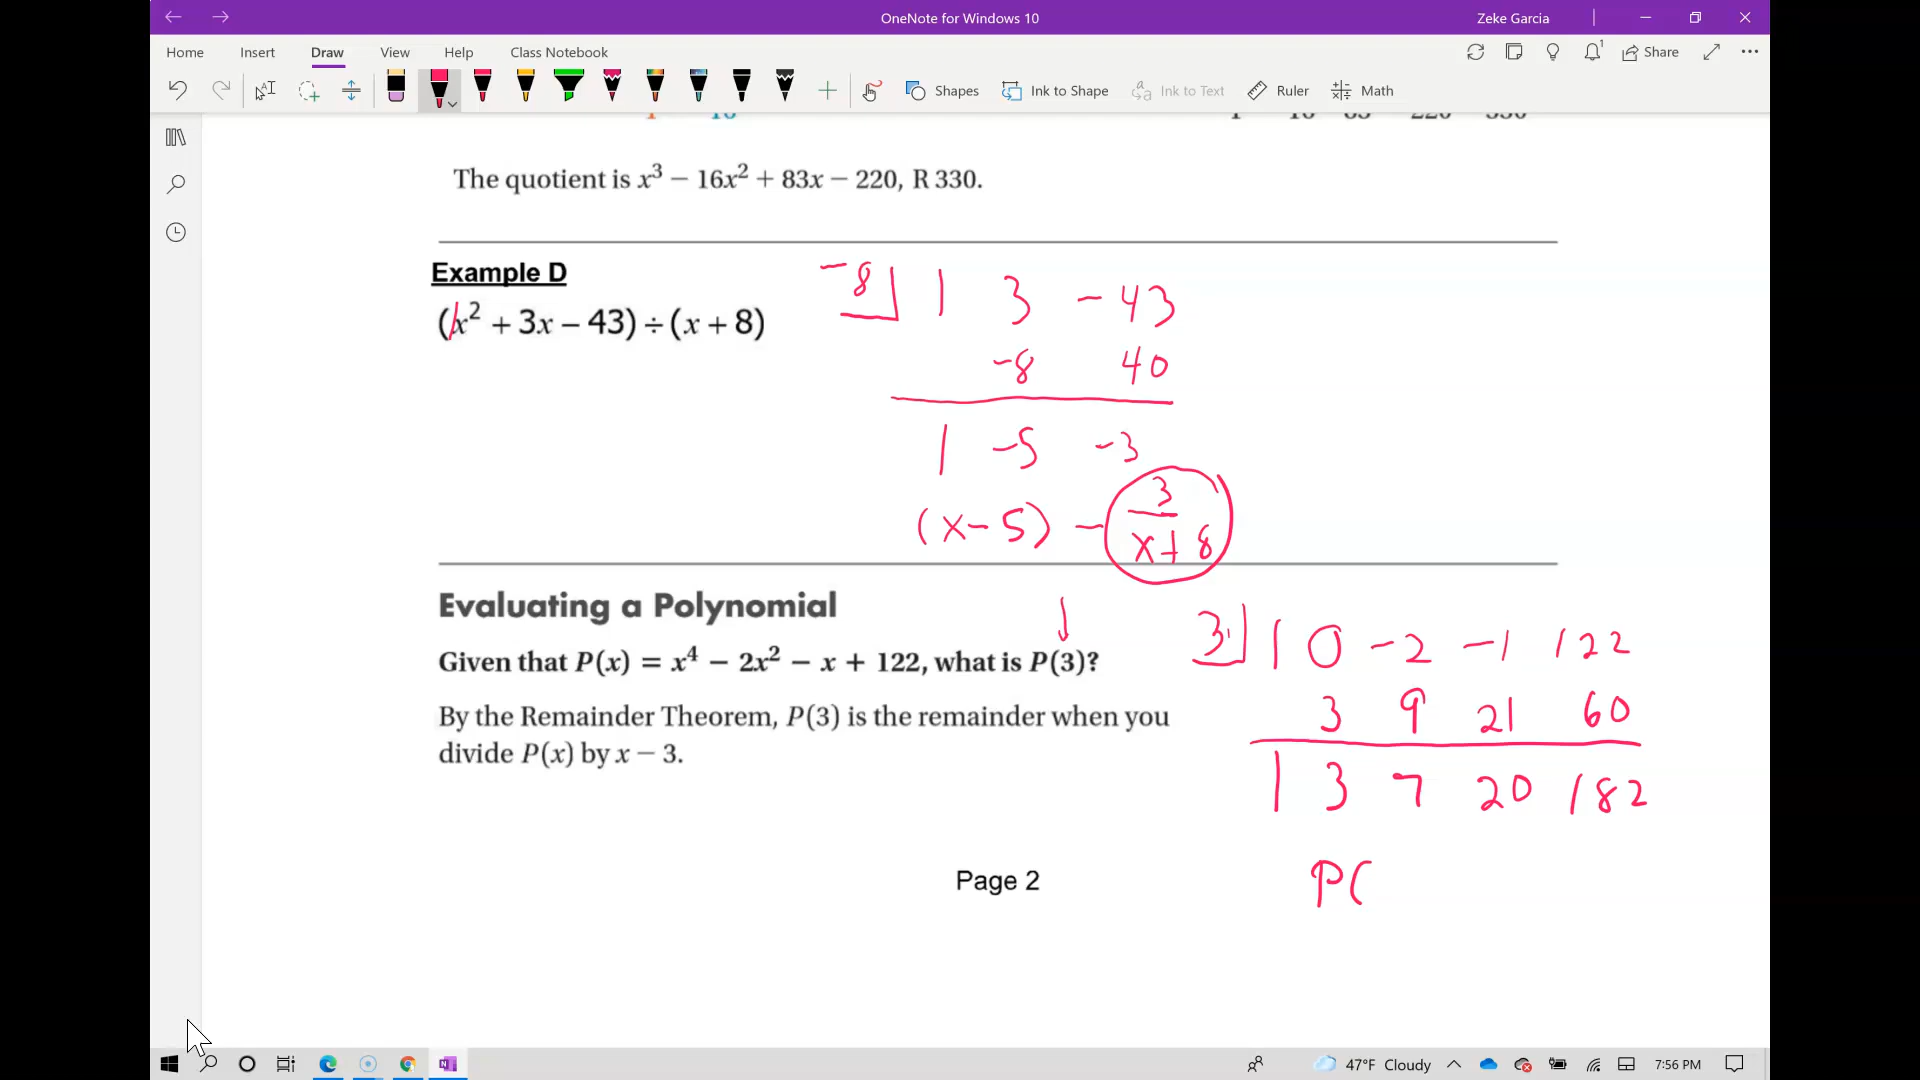 OneNote for Windows 10
Zeke Garcia
Home Insert Draw View Help Class Notebook
Share
Shapes Ink to Shape Ink to Text Ruler Math
The quotient is x³ − 16x² + 83x − 220, R 330.
Example D
(x² + 3x − 43) ÷ (x + 8)
-8 1 3 -43
-8 40
1 -5 -3
(x-5) - 3/(x+8)
Evaluating a Polynomial
Given that P(x) = x⁴ − 2x² − x + 122, what is P(3)?
By the Remainder Theorem, P(3) is the remainder when you
divide P(x) by x − 3.
3 1 0 -2 -1 122
3 9 21 60
1 3 7 20 182
P(
Page 2
47°F Cloudy
7:56 PM